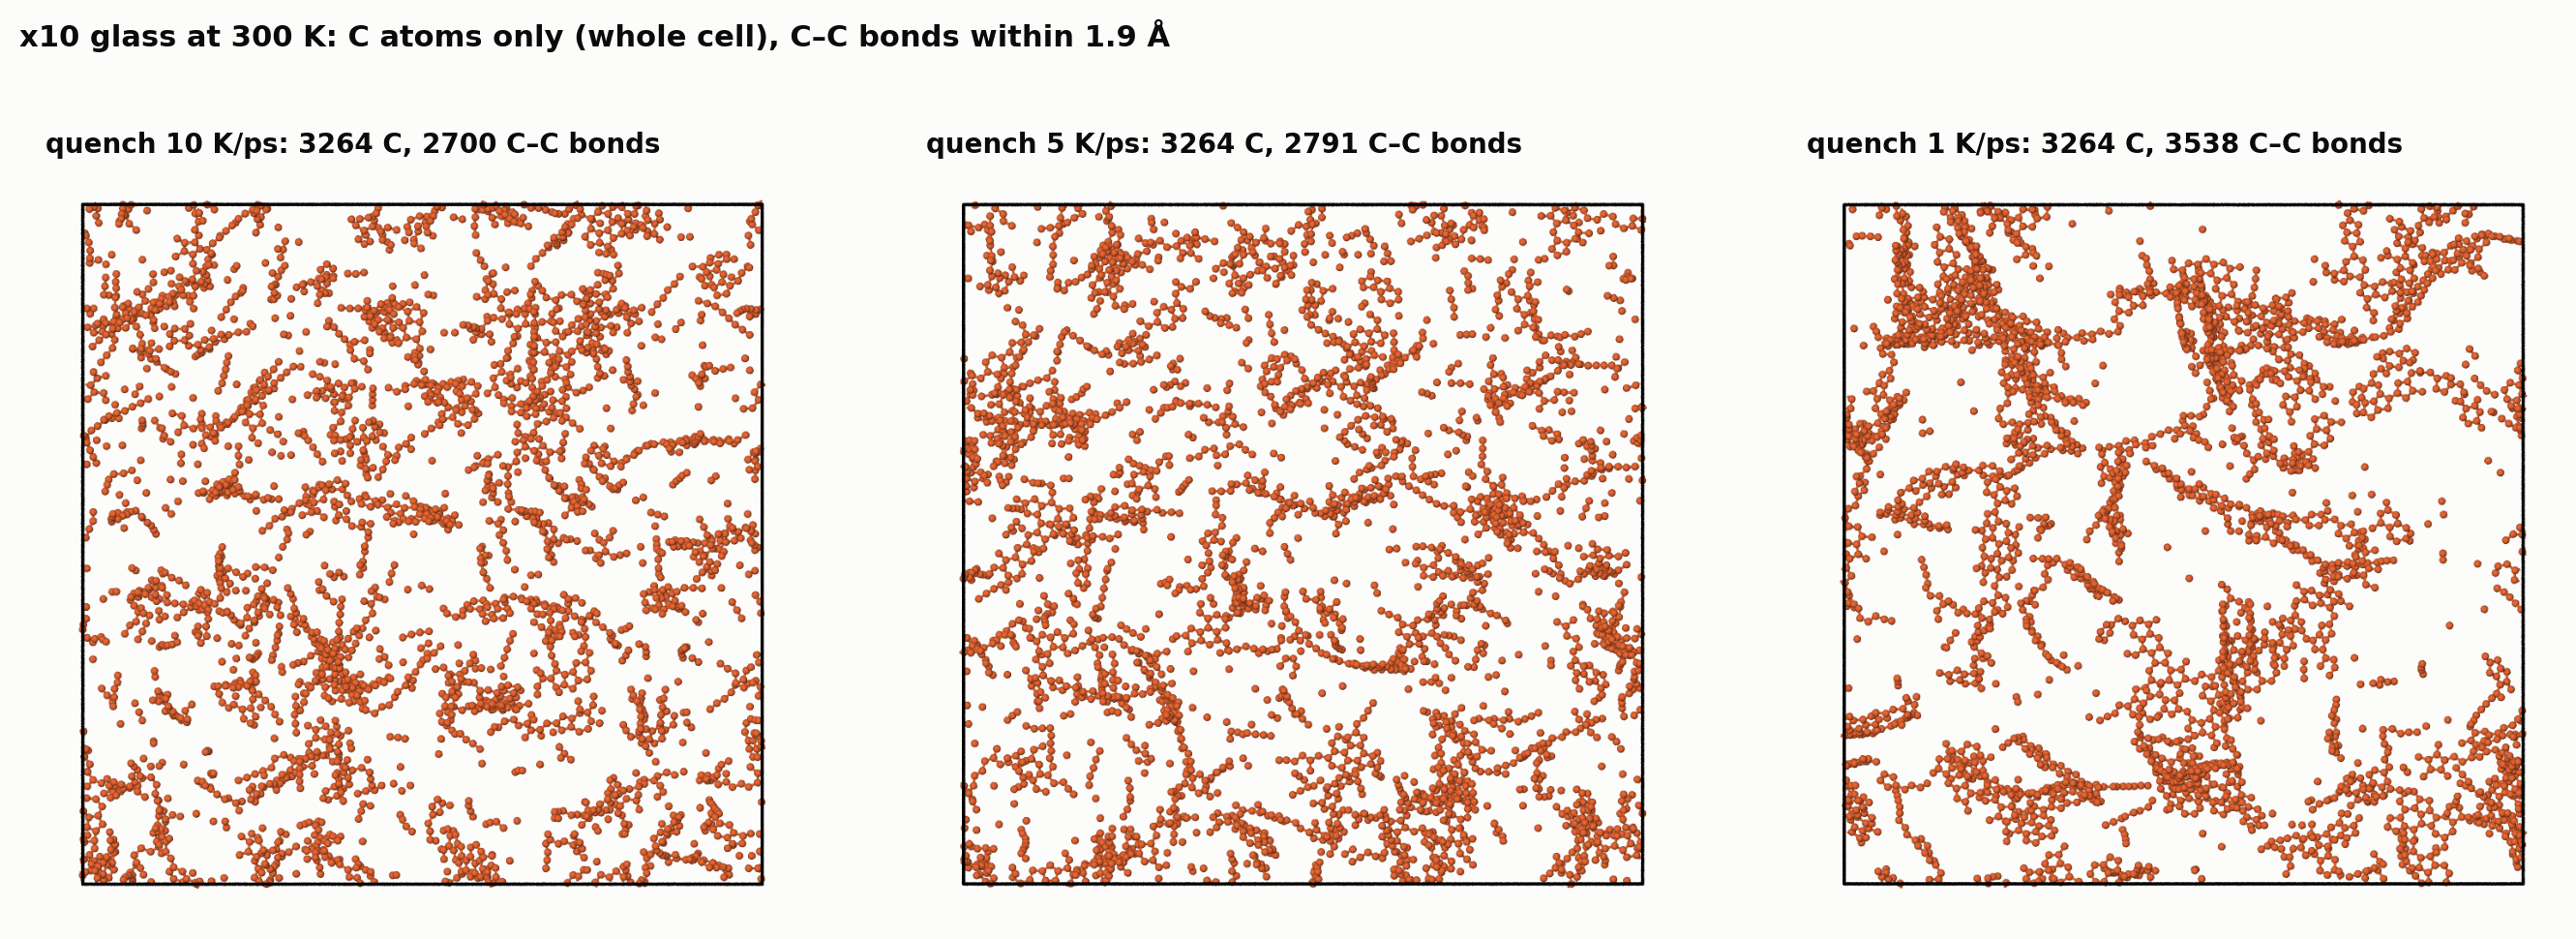 x10 glass at 300 K: C atoms only (whole cell), C–C bonds within 1.9 Å
quench 10 K/ps: 3264 C, 2700 C–C bonds
quench 5 K/ps: 3264 C, 2791 C–C bonds
quench 1 K/ps: 3264 C, 3538 C–C bonds